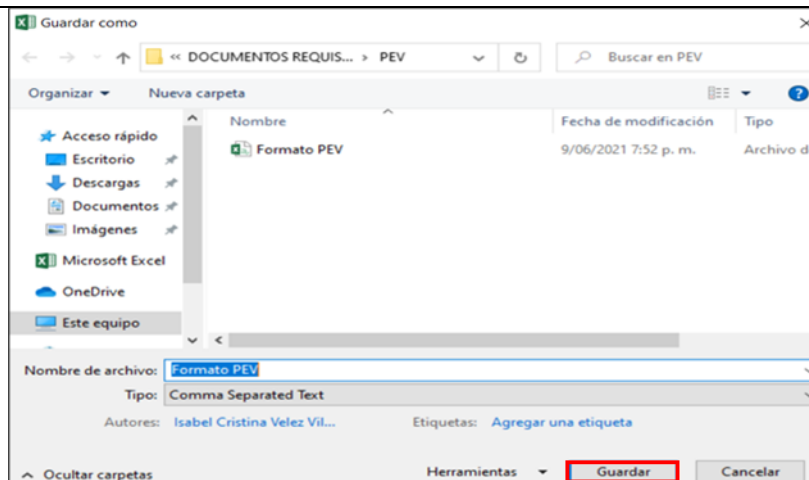 Guardar como
« DOCUMENTOS REQUIS... › PEV
Buscar en PEV
Organizar
Nueva carpeta
Nombre
Fecha de modificación
Tipo
Acceso rápido
Escritorio
Descargas
Documentos
Imágenes
Microsoft Excel
OneDrive
Este equipo
Formato PEV
9/06/2021 7:52 p. m.
Archivo d
Nombre de archivo: Formato PEV
Tipo: Comma Separated Text
Autores: Isabel Cristina Velez Vil...
Etiquetas: Agregar una etiqueta
Ocultar carpetas
Herramientas
Guardar
Cancelar